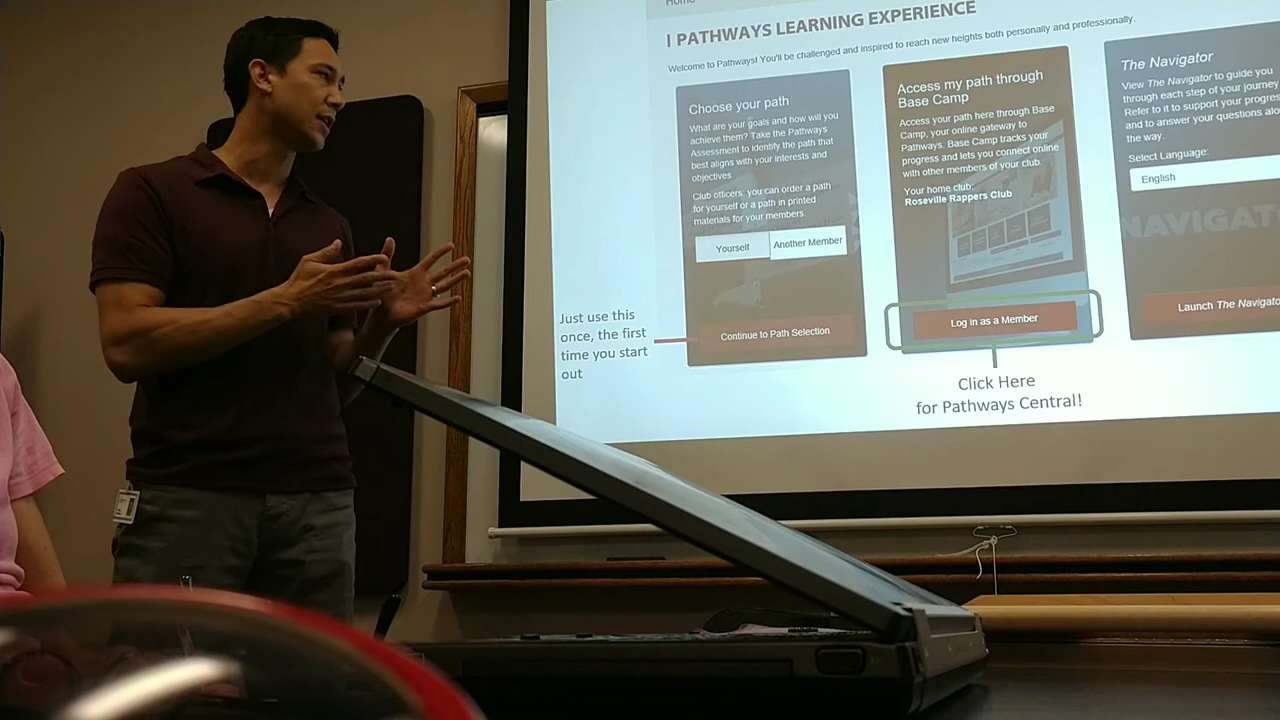 Home
I PATHWAYS LEARNING EXPERIENCE
Welcome to Pathways! You'll be challenged and inspired to reach new heights both personally and professionally.
Choose your path
What are your goals and how will you
achieve them? Take the Pathways
Assessment to identify the path that
best aligns with your interests and
objectives.
Club officers: you can order a path
for yourself or a path in printed
materials for your members.
Yourself
Another Member
Continue to Path Selection
Access my path through
Base Camp
Access your path here through Base
Camp, your online gateway to
Pathways. Base Camp tracks your
progress and lets you connect online
with other members of your club.
Your home club:
Roseville Rappers Club
Log in as a Member
The Navigator
View The Navigator to guide you
through each step of your journey
Refer to it to support your progres
and to answer your questions alo
the way.
Select Language:
English
NAVIGAT
Launch The Navigato
Just use this
once, the first
time you start
out
Click Here
for Pathways Central!